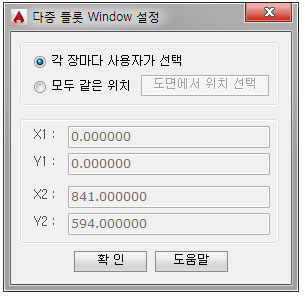 다중 플롯 Window 설정
각 장마다 사용자가 선택
모두 같은 위치 도면에서 위치 선택
X1 : 0.000000
Y1 : 0.000000
X2 : 841.000000
Y2 : 594.000000
확 인 도움말